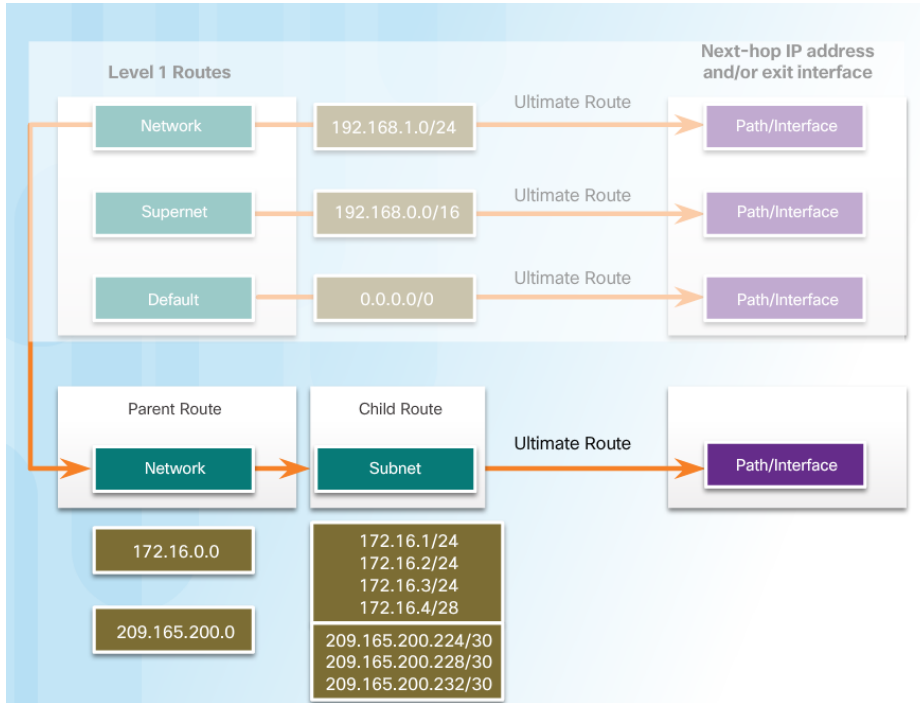 Level 1 Routes
Next-hop IP address
and/or exit interface
Network
192.168.1.0/24
Ultimate Route
Path/Interface
Supernet
192.168.0.0/16
Ultimate Route
Path/Interface
Default
0.0.0.0/0
Ultimate Route
Path/Interface
Parent Route
Child Route
Network
Subnet
Ultimate Route
Path/Interface
172.16.0.0
172.16.1/24
172.16.2/24
172.16.3/24
172.16.4/28
209.165.200.0
209.165.200.224/30
209.165.200.228/30
209.165.200.232/30